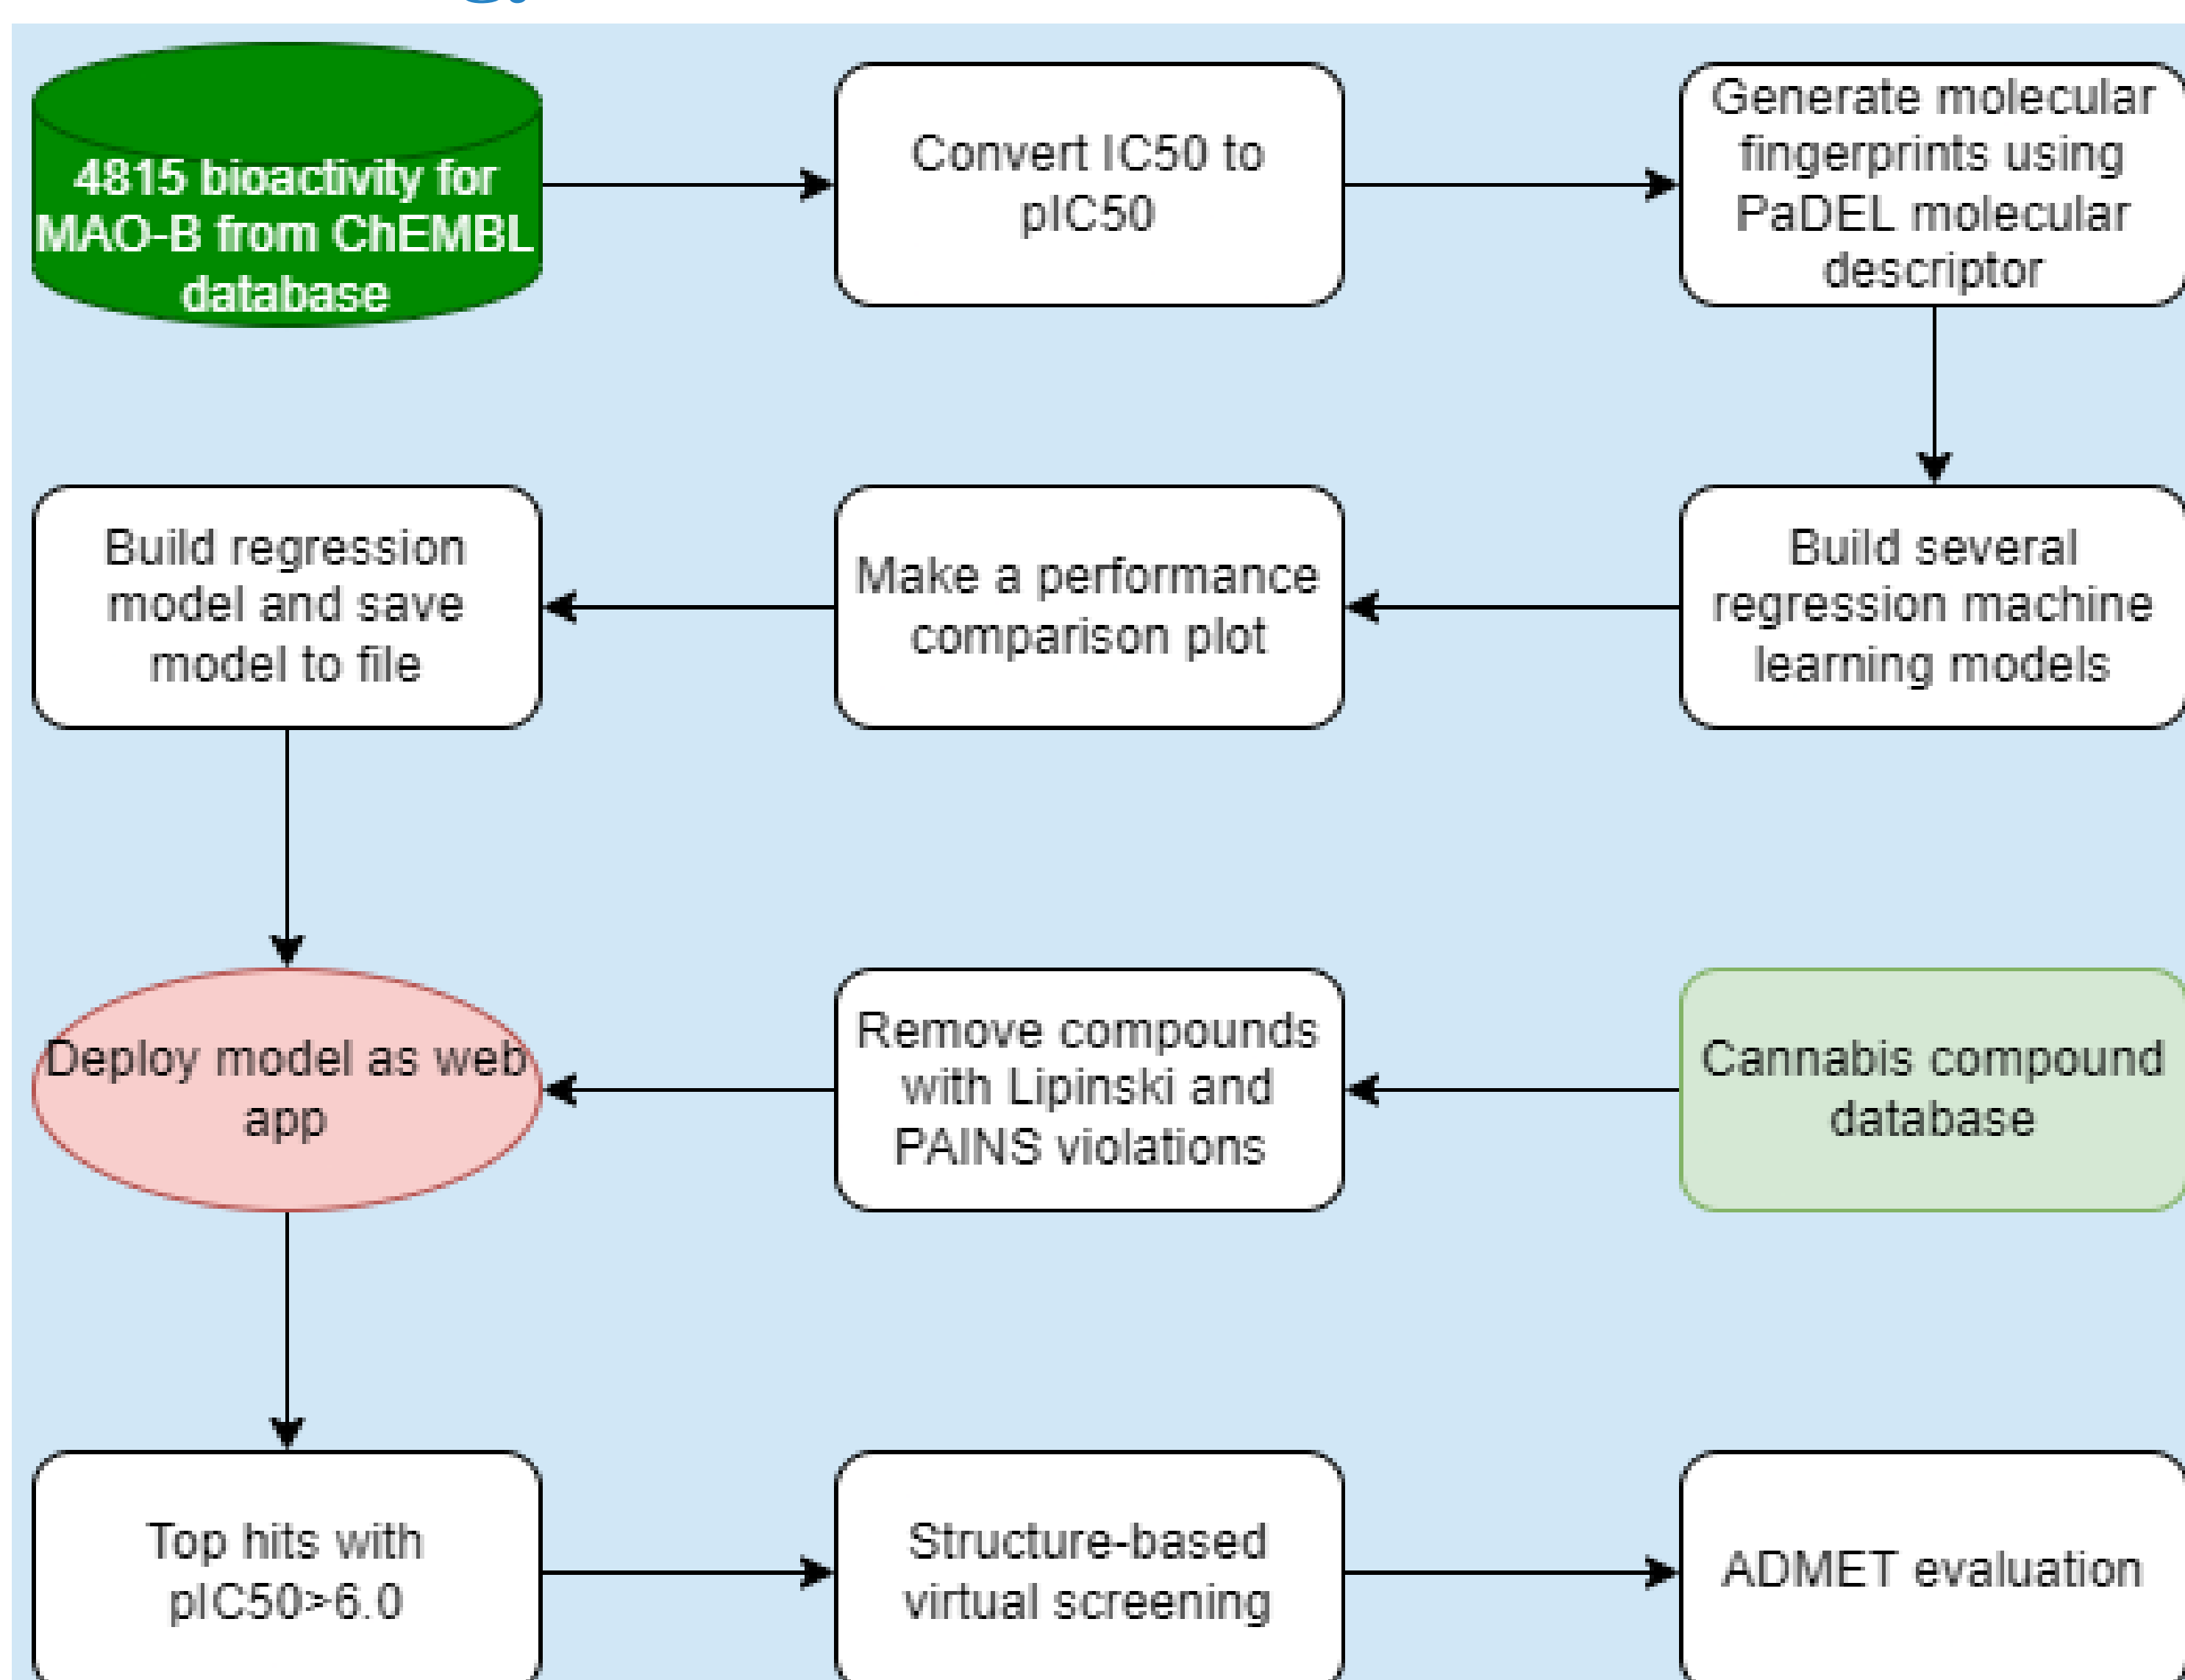 4815 bioactivity for
MAO-B from ChEMBL
database
Convert IC50 to
pIC50
Generate molecular
fingerprints using
PaDEL molecular
descriptor
Build regression
model and save
model to file
Make a performance
comparison plot
Build several
regression machine
learning models
Deploy model as web
app
Remove compounds
with Lipinski and
PAINS violations
Cannabis compound
database
Top hits with
pIC50>6.0
Structure-based
virtual screening
ADMET evaluation